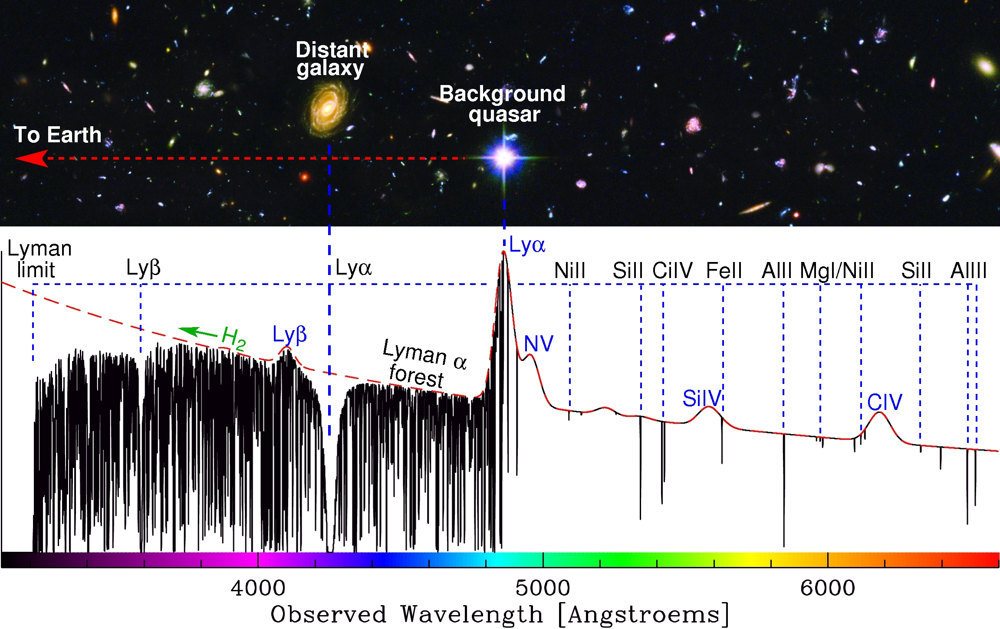 Distant
galaxy
Background
quasar
To Earth
Lyman
limit
Lyβ
Lyα
Lyα
NiII
SiII
CiIV
FeII
AlII
MgI/NiII
SiII
AlIII
H2
Lyβ
Lyman α
forest
NV
SiIV
CIV
4000
5000
6000
Observed Wavelength [Angstroems]